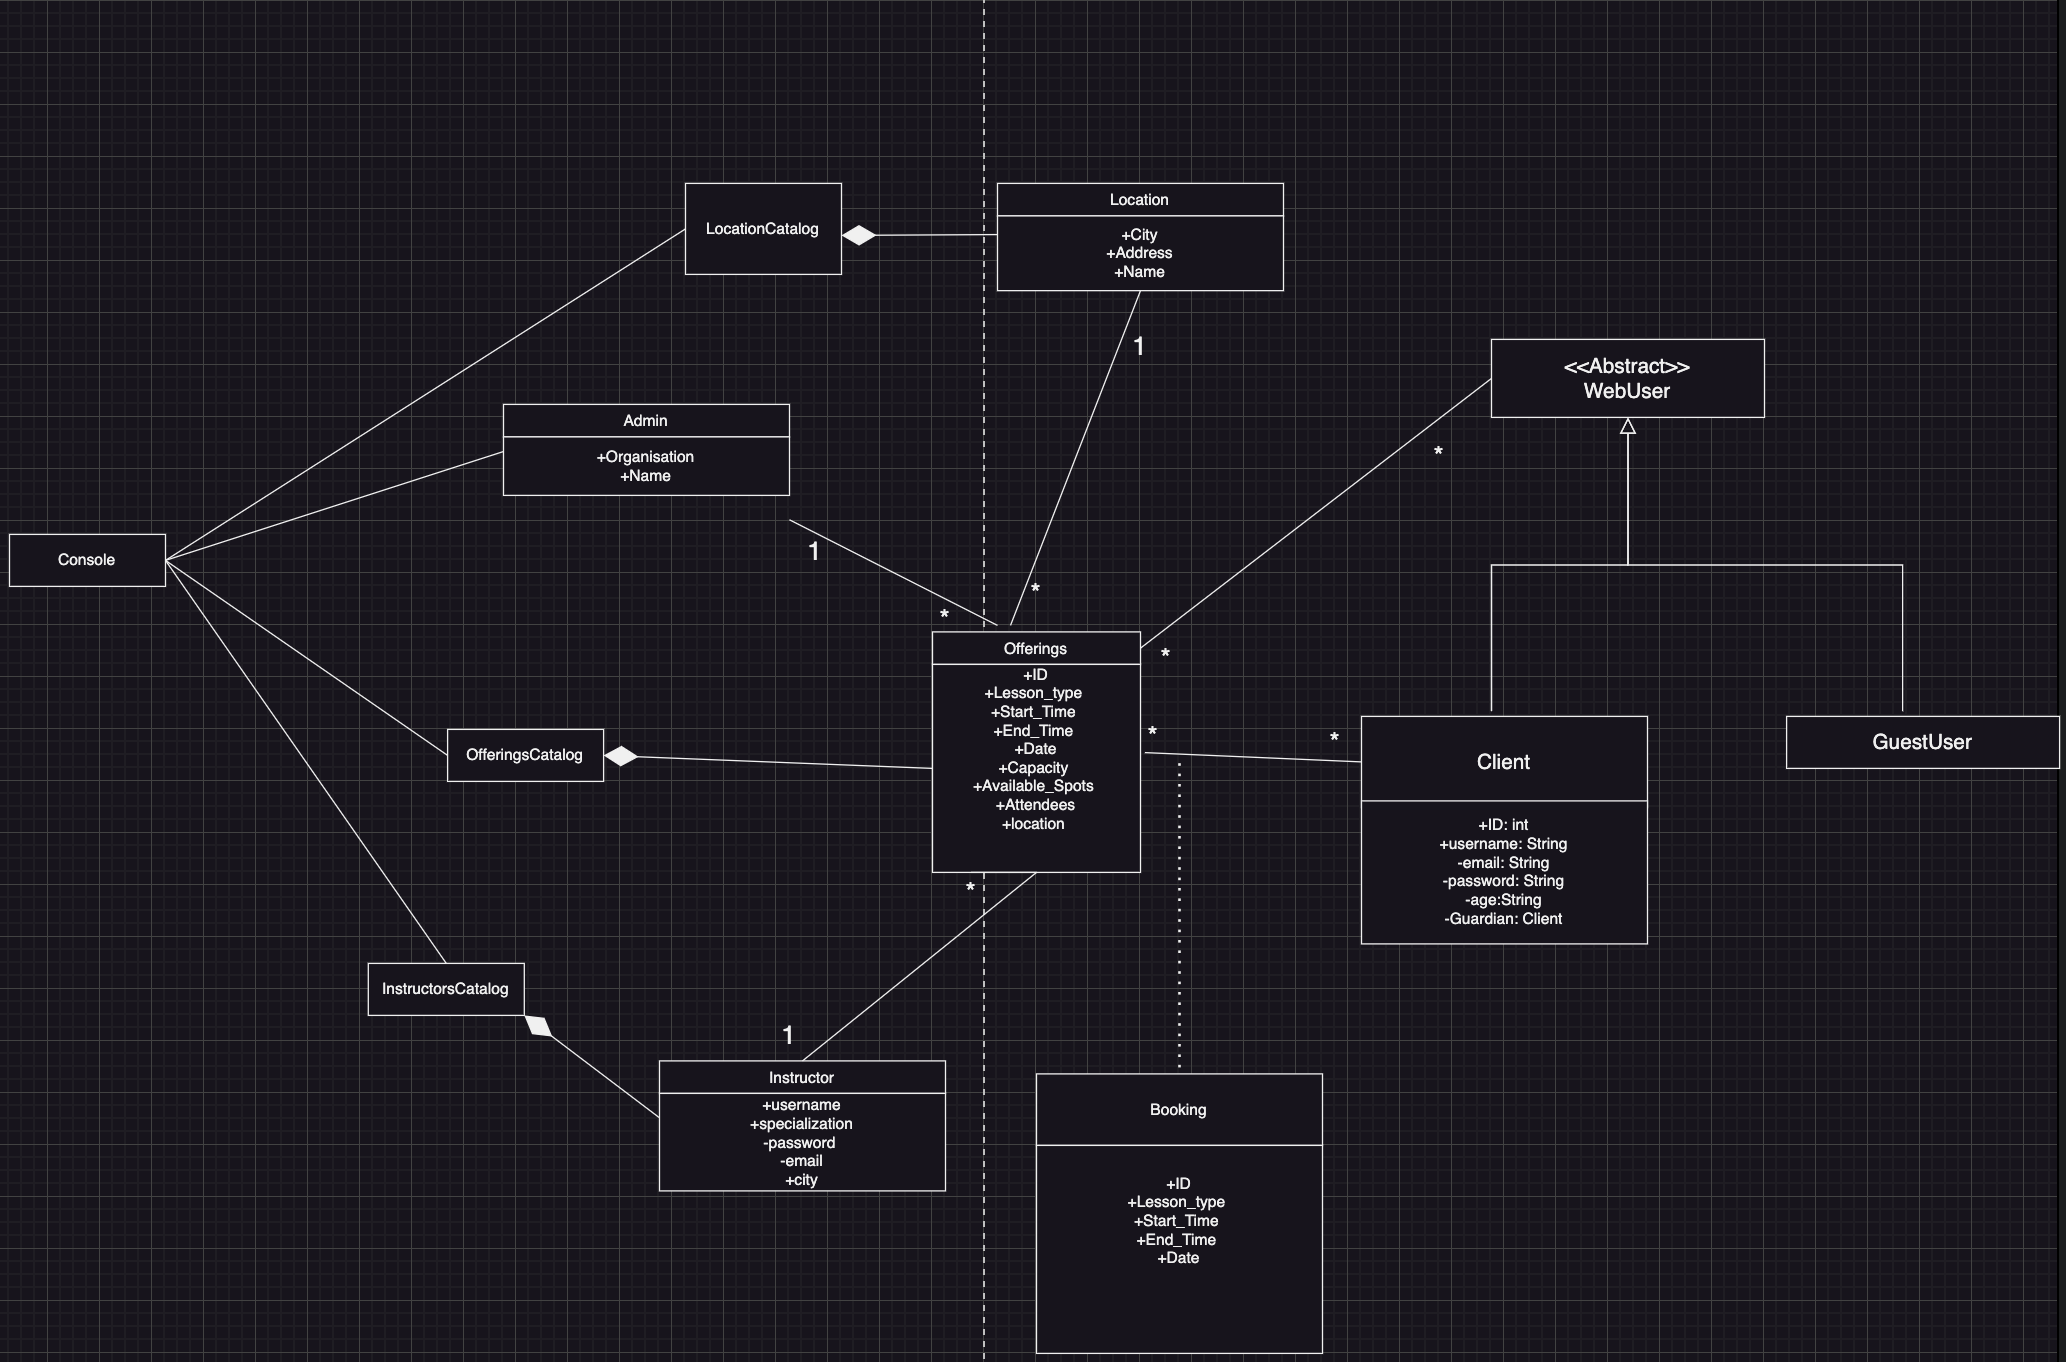 LocationCatalog
Location
+City
+Address
+Name
1
<<Abstract>>
WebUser
*
Admin
+Organisation
+Name
Console
1
*
*
Offerings
+ID
+Lesson_type
+Start_Time
+End_Time
+Date
+Capacity
+Available_Spots
+Attendees
+location
*
*
*
OfferingsCatalog
Client
+ID: int
+username: String
-email: String
-password: String
-age:String
-Guardian: Client
GuestUser
*
InstructorsCatalog
1
Instructor
+username
+specialization
-password
-email
+city
Booking
+ID
+Lesson_type
+Start_Time
+End_Time
+Date